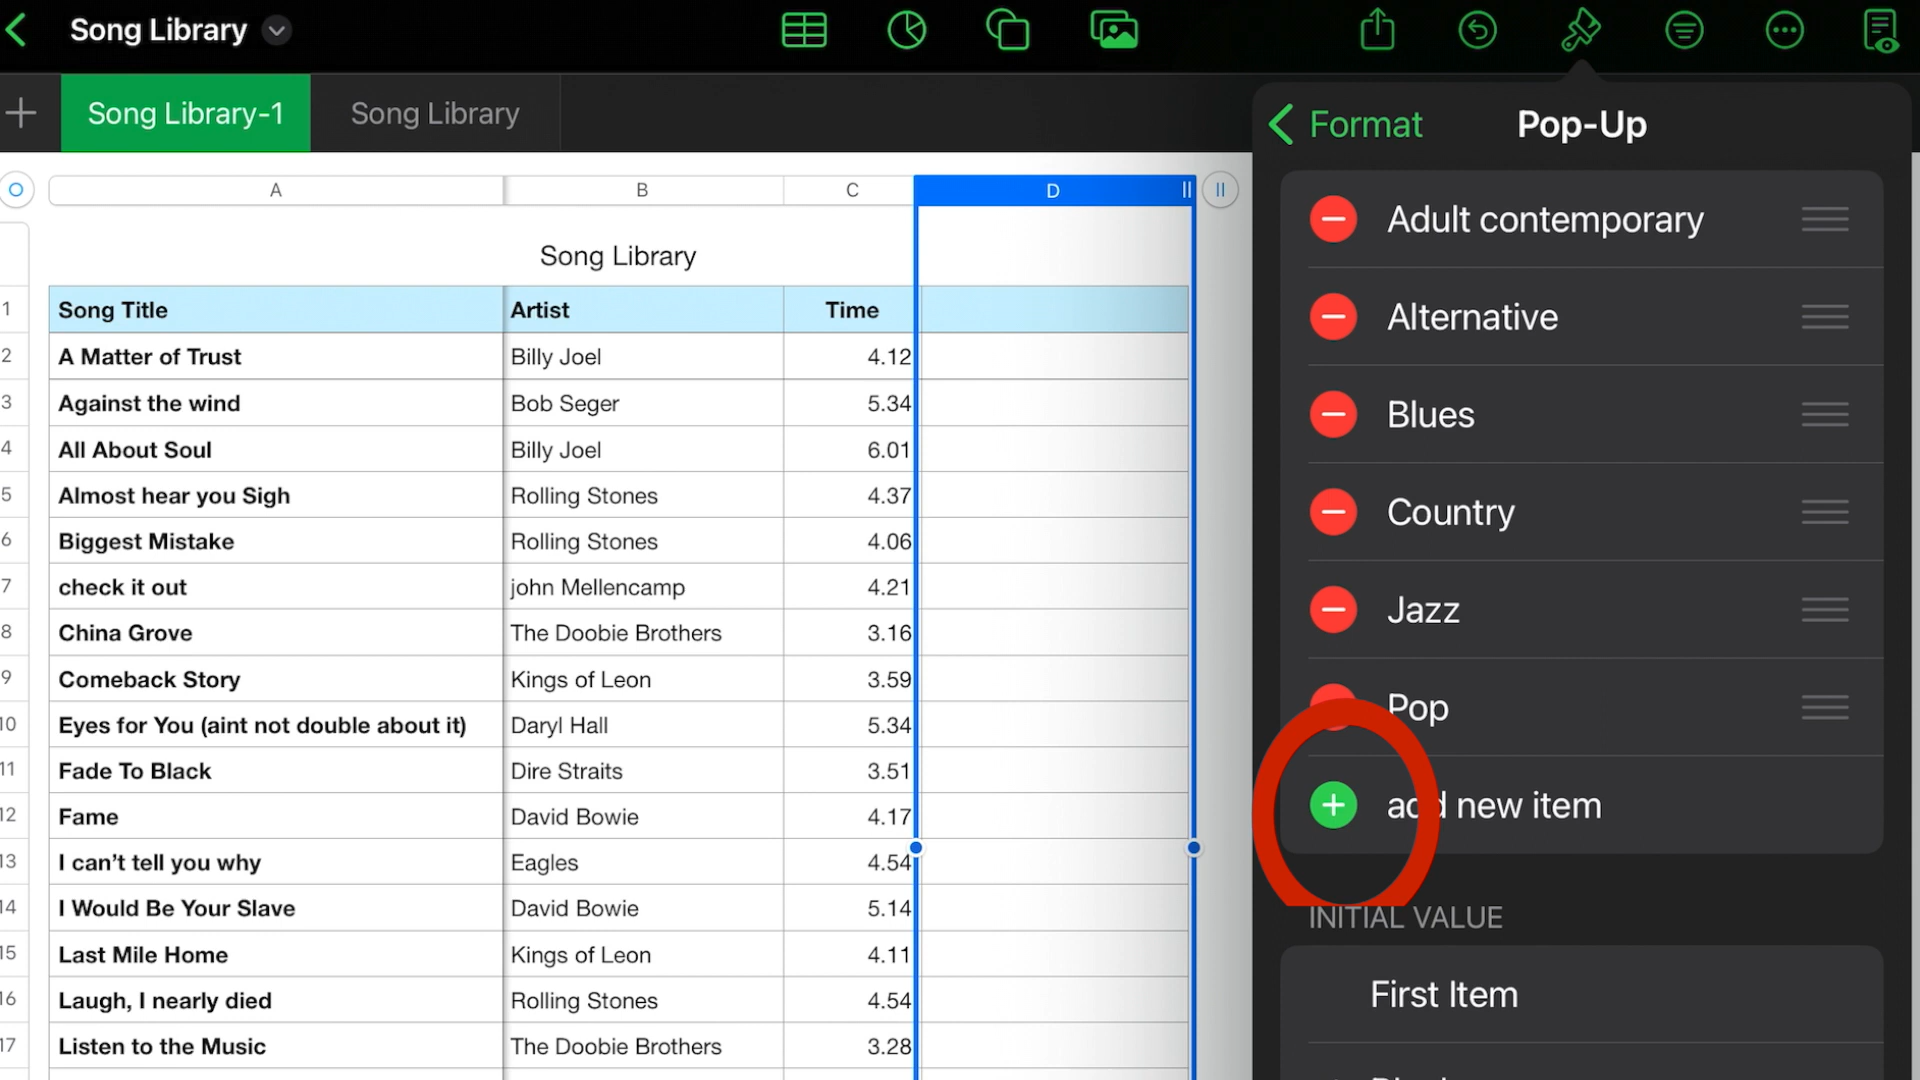 Song Library
Song Library-1
Song Library
Format
Pop-Up
A
B
C
D
Song Library
1 Song Title Artist Time
2 A Matter of Trust Billy Joel 4.12
3 Against the wind Bob Seger 5.34
4 All About Soul Billy Joel 6.01
5 Almost hear you Sigh Rolling Stones 4.37
6 Biggest Mistake Rolling Stones 4.06
7 check it out john Mellencamp 4.21
8 China Grove The Doobie Brothers 3.16
9 Comeback Story Kings of Leon 3.59
10 Eyes for You (aint not double about it) Daryl Hall 5.34
11 Fade To Black Dire Straits 3.51
12 Fame David Bowie 4.17
13 I can’t tell you why Eagles 4.54
14 I Would Be Your Slave David Bowie 5.14
15 Last Mile Home Kings of Leon 4.11
16 Laugh, I nearly died Rolling Stones 4.54
17 Listen to the Music The Doobie Brothers 3.28
Adult contemporary
Alternative
Blues
Country
Jazz
Pop
add new item
INITIAL VALUE
First Item